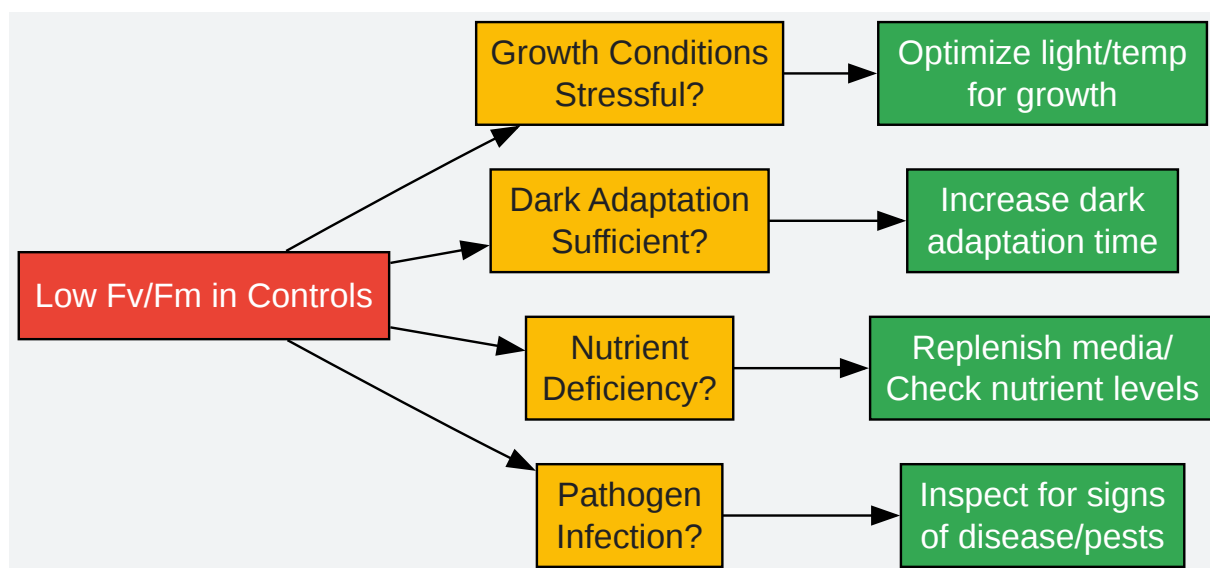 Growth Conditions
Stressful?
Optimize light/temp
for growth
Dark Adaptation
Sufficient?
Increase dark
adaptation time
Low Fv/Fm in Controls
Nutrient
Deficiency?
Replenish media/
Check nutrient levels
Pathogen
Infection?
Inspect for signs
of disease/pests